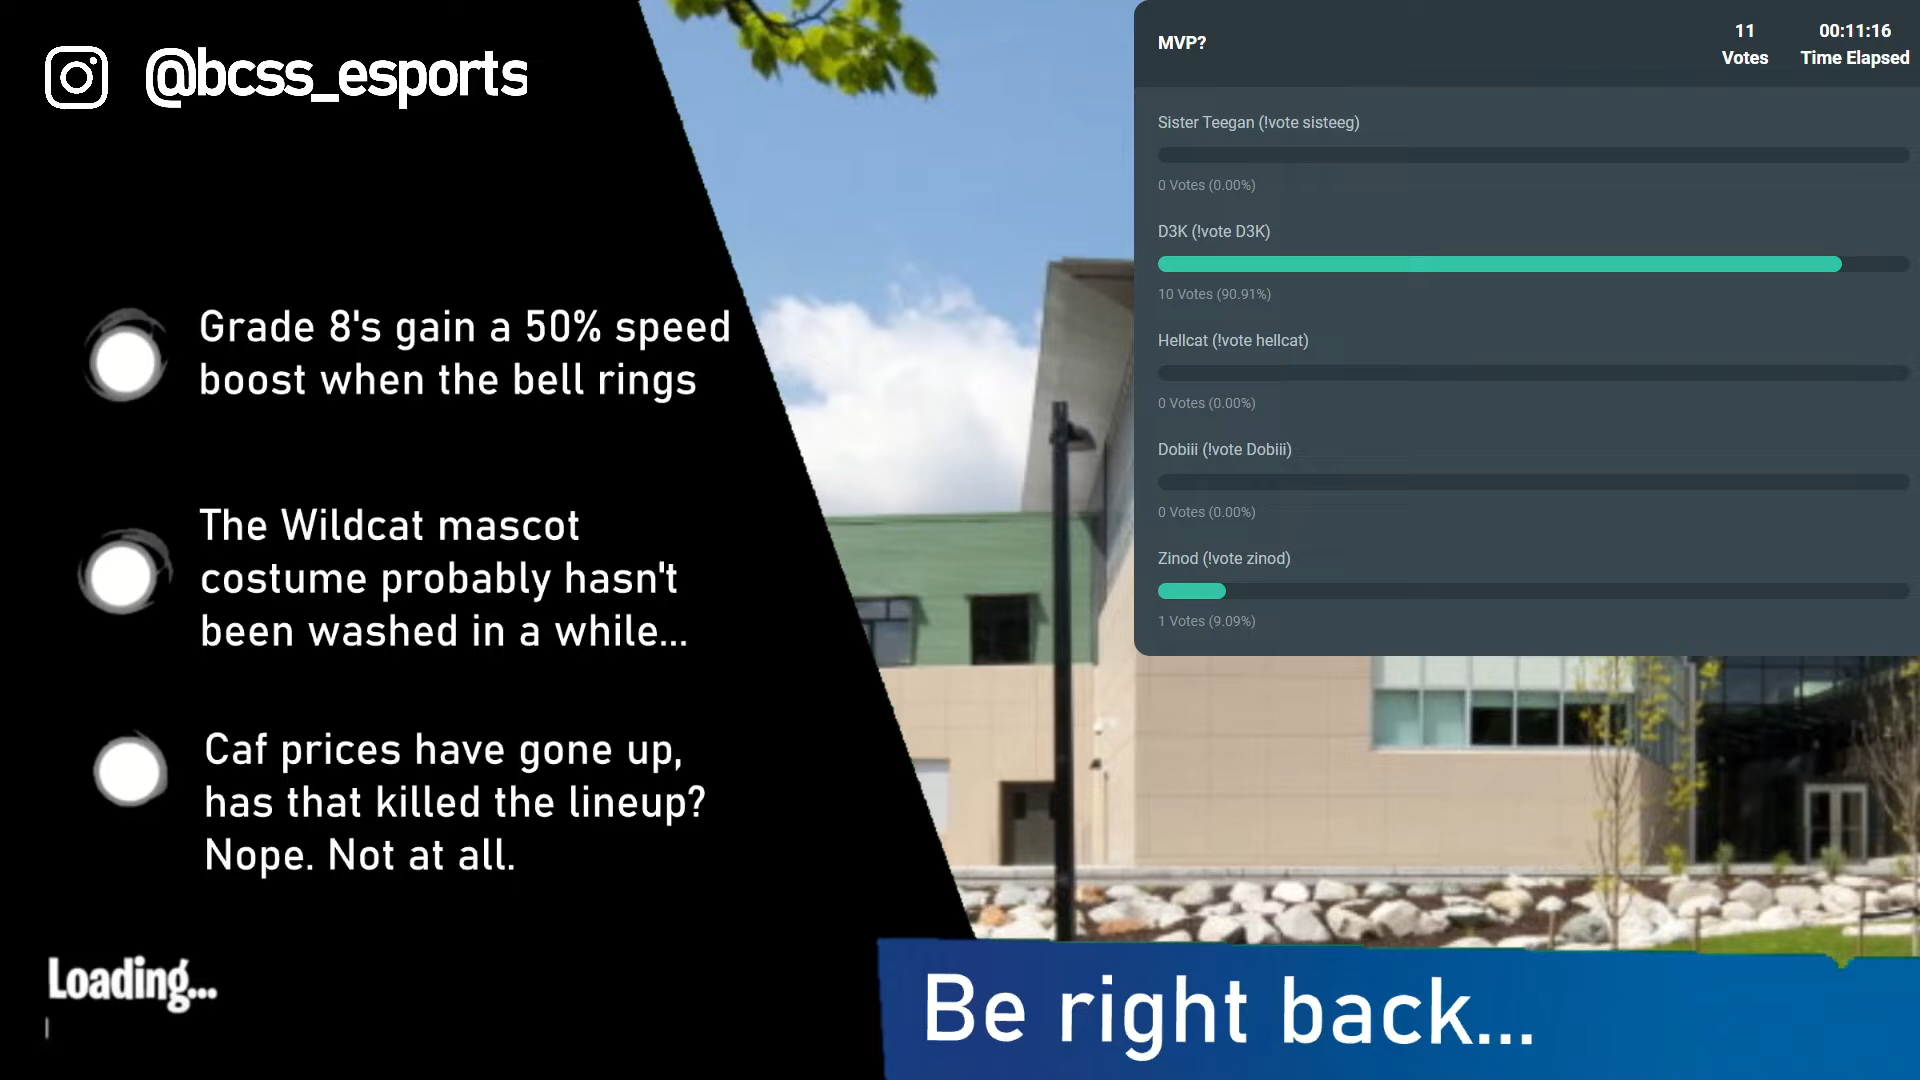 @bcss_esports
Grade 8's gain a 50% speed
boost when the bell rings
The Wildcat mascot
costume probably hasn't
been washed in a while...
Caf prices have gone up,
has that killed the lineup?
Nope. Not at all.
Loading...
MVP?
11
Votes
00:11:16
Time Elapsed
Sister Teegan (!vote sisteeg)
0 Votes (0.00%)
D3K (!vote D3K)
10 Votes (90.91%)
Hellcat (!vote hellcat)
0 Votes (0.00%)
Dobiii (!vote Dobiii)
0 Votes (0.00%)
Zinod (!vote zinod)
1 Votes (9.09%)
Be right back...